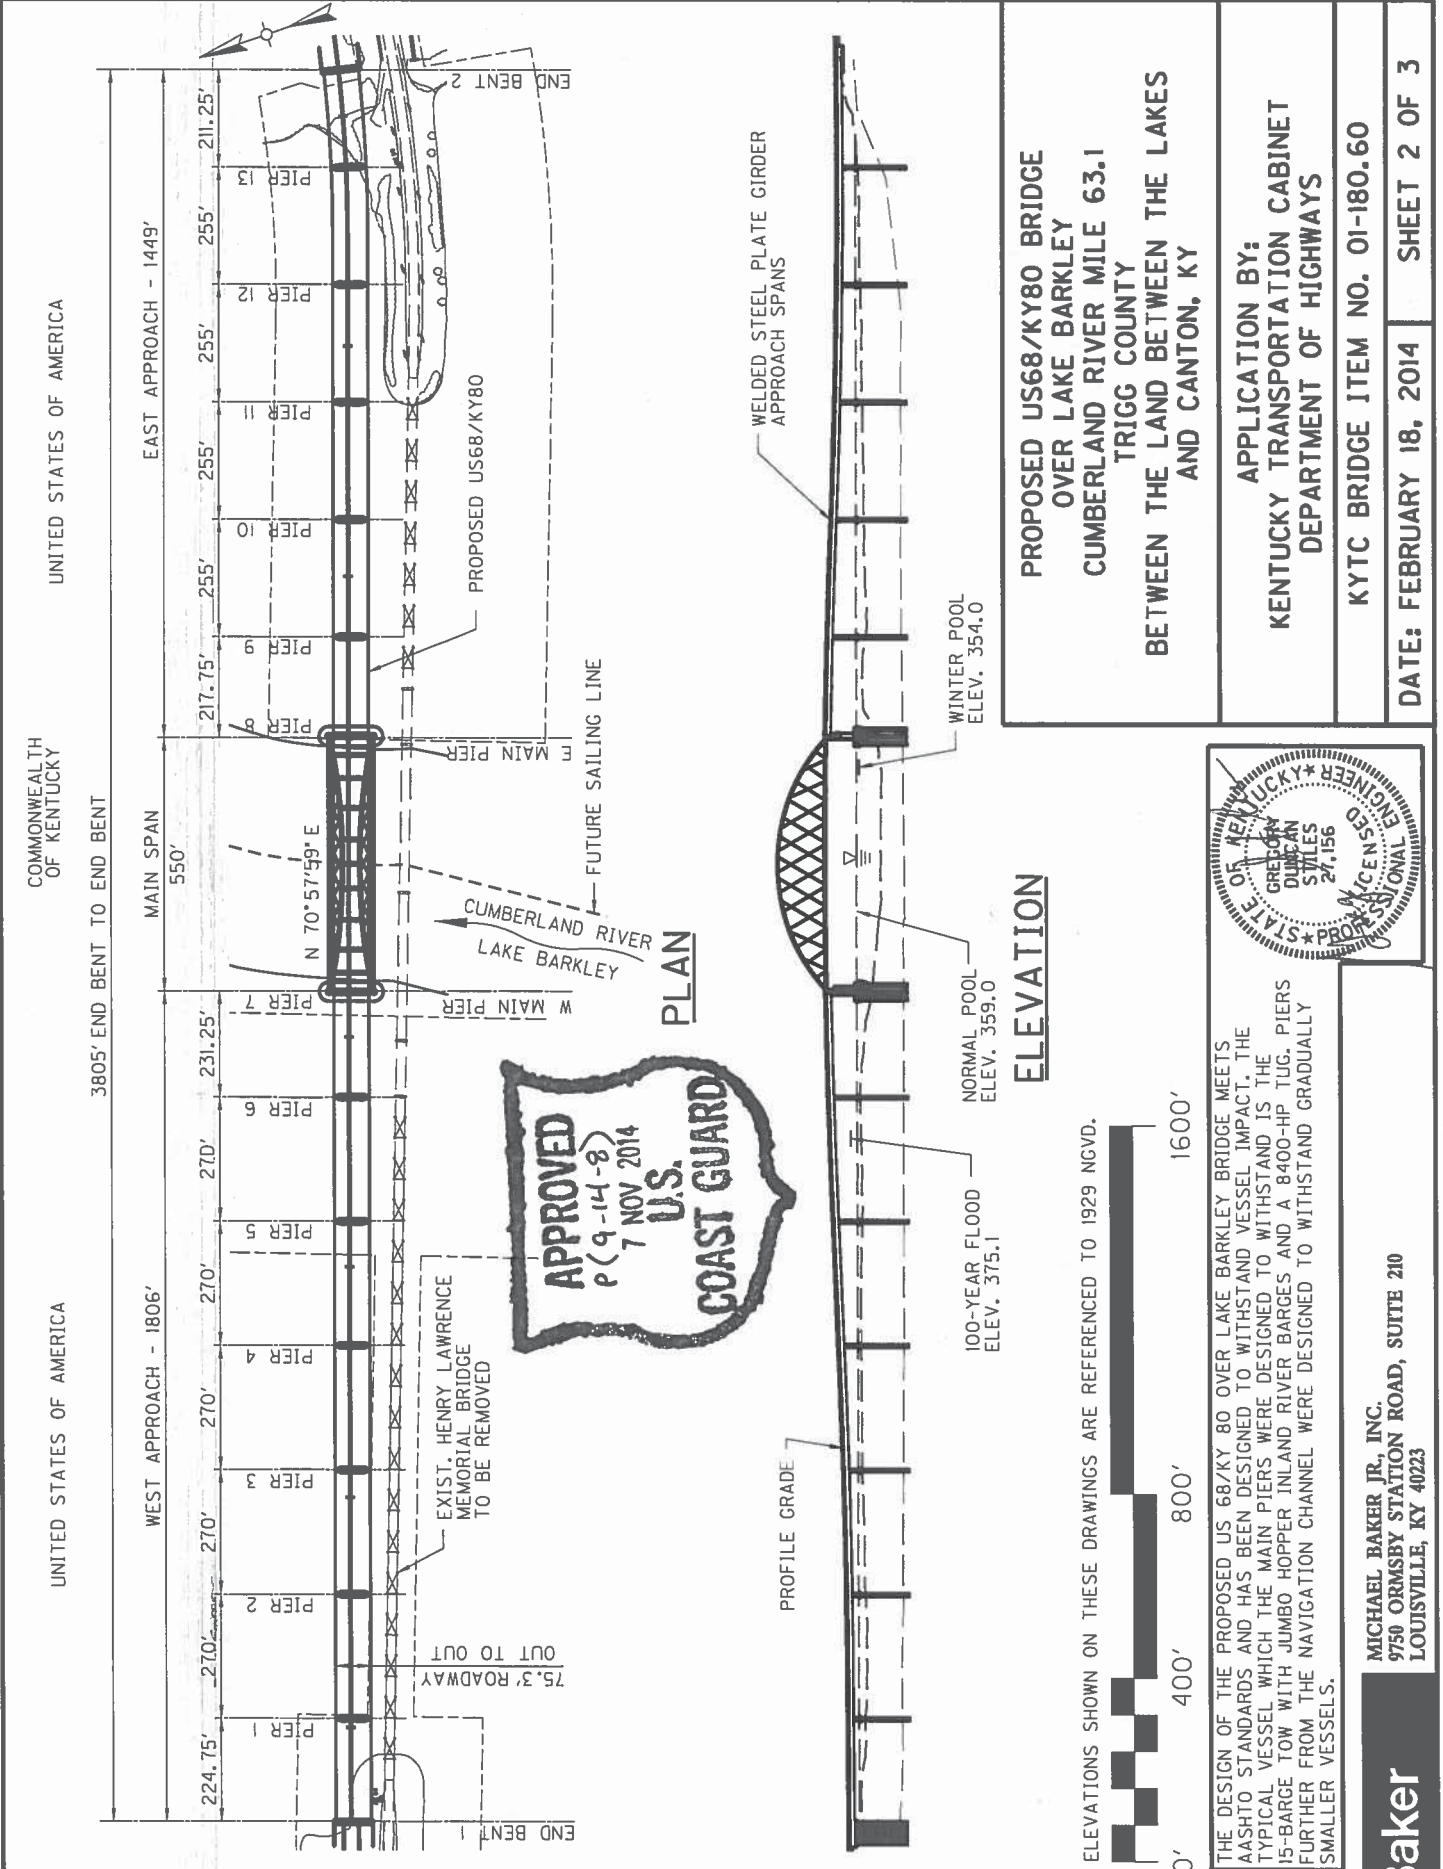 COMMONWEALTH
OF KENTUCKY
UNITED STATES OF AMERICA
UNITED STATES OF AMERICA
3805' END BENT TO END BENT
WEST APPROACH - 1806'
MAIN SPAN
550'
EAST APPROACH - 1449'
224.75'
270'
270'
270'
270'
270'
231.25'
217.75'
255'
255'
255'
255'
211.25'
END BENT 1
PIER 1
PIER 2
PIER 3
PIER 4
PIER 5
PIER 6
PIER 7
W MAIN PIER
PIER 8
E MAIN PIER
PIER 9
PIER 10
PIER 11
PIER 12
PIER 13
END BENT 2
N 70°57'59" E
75.3' ROADWAY
OUT TO OUT
EXIST. HENRY LAWRENCE
MEMORIAL BRIDGE
TO BE REMOVED
CUMBERLAND RIVER
LAKE BARKLEY
FUTURE SAILING LINE
PROPOSED US68/KY80
PLAN
APPROVED
P(9-14-8)
7 NOV 2014
U.S.
COAST GUARD
PROFILE GRADE
WELDED STEEL PLATE GIRDER
APPROACH SPANS
100-YEAR FLOOD
ELEV. 375.1
NORMAL POOL
ELEV. 359.0
WINTER POOL
ELEV. 354.0
ELEVATION
ELEVATIONS SHOWN ON THESE DRAWINGS ARE REFERENCED TO 1929 NGVD.
0'
400'
800'
1600'
THE DESIGN OF THE PROPOSED US 68/KY 80 OVER LAKE BARKLEY BRIDGE MEETS
AASHTO STANDARDS AND HAS BEEN DESIGNED TO WITHSTAND VESSEL IMPACT. THE
TYPICAL VESSEL WHICH THE MAIN PIERS WERE DESIGNED TO WITHSTAND IS THE
15-BARGE TOW WITH JUMBO HOPPER INLAND RIVER BARGES AND A 8400-HP TUG. PIERS
FURTHER FROM THE NAVIGATION CHANNEL WERE DESIGNED TO WITHSTAND GRADUALLY
SMALLER VESSELS.
STATE OF KENTUCKY
GREGORY
DUNCAN
STILES
27,156
LICENSED
PROFESSIONAL ENGINEER
aker
MICHAEL BAKER JR., INC.
9750 ORMSBY STATION ROAD, SUITE 210
LOUISVILLE, KY 40223
PROPOSED US68/KY80 BRIDGE
OVER LAKE BARKLEY
CUMBERLAND RIVER MILE 63.1
TRIGG COUNTY
BETWEEN THE LAND BETWEEN THE LAKES
AND CANTON, KY
APPLICATION BY:
KENTUCKY TRANSPORTATION CABINET
DEPARTMENT OF HIGHWAYS
KYTC BRIDGE ITEM NO. 01-180.60
DATE: FEBRUARY 18, 2014
SHEET 2 OF 3